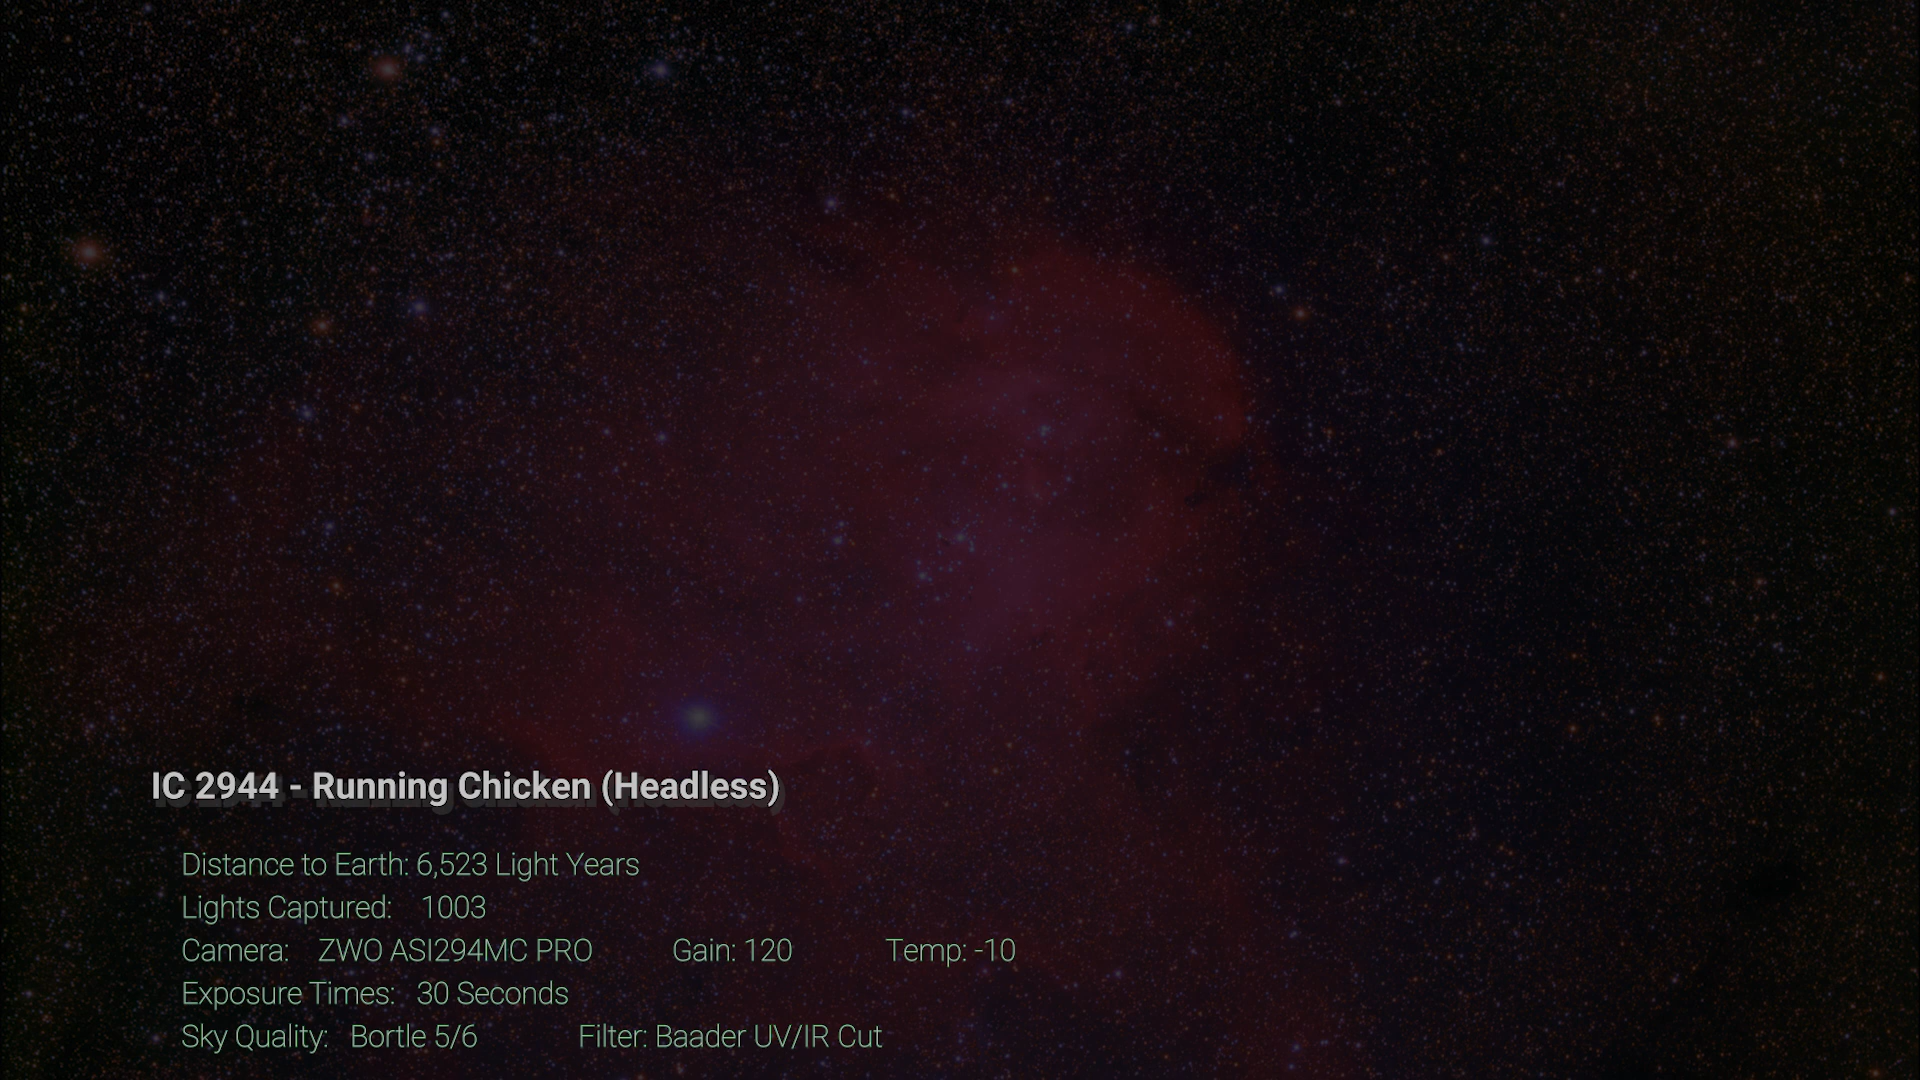 IC 2944 - Running Chicken (Headless)
Distance to Earth: 6,523 Light Years
Lights Captured: 1003
Camera: ZWO ASI294MC PRO Gain: 120 Temp: -10
Exposure Times: 30 Seconds
Sky Quality: Bortle 5/6 Filter: Baader UV/IR Cut